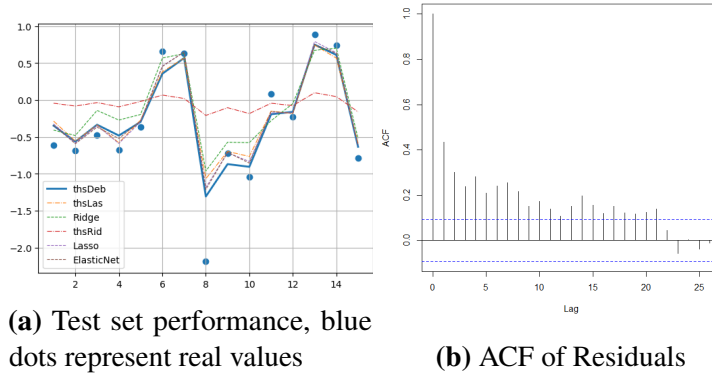 1.0
0.5
0.0
−0.5
−1.0
−1.5
−2.0
thsDeb
thsLas
Ridge
thsRid
Lasso
ElasticNet
2 4 6 8 10 12 14
(a) Test set performance, blue
dots represent real values
ACF
1.0
0.8
0.6
0.4
0.2
0.0
0 5 10 15 20 25
Lag
(b) ACF of Residuals